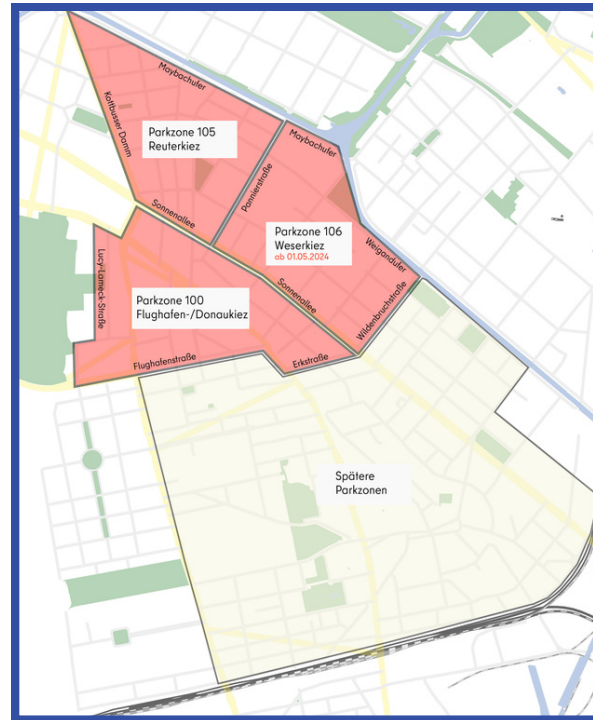 Maybachufer
Kottbusser Damm
Parkzone 105
Reuterkiez
Maybachufer
Pannierstraße
Sonnenallee
Parkzone 106
Weserkiez
ab 01.05.2024
Weigandufer
Lucy-Lameck-Straße
Sonnenallee
Parkzone 100
Flughafen-/Donaukiez
Wildenbruchstraße
Flughafenstraße
Erkstraße
Spätere
Parkzonen